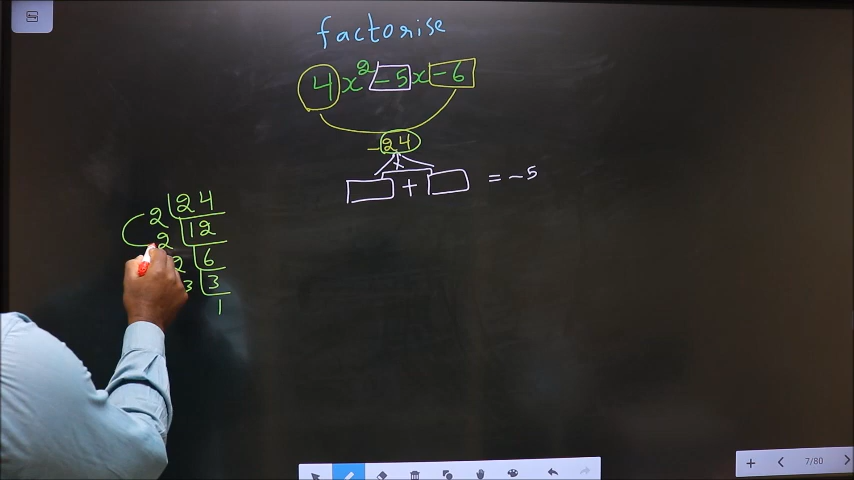 factorise
4x² -5x -6
-24
×
+ = -5
2 24
2 12
2 6
3 3
1
7/80